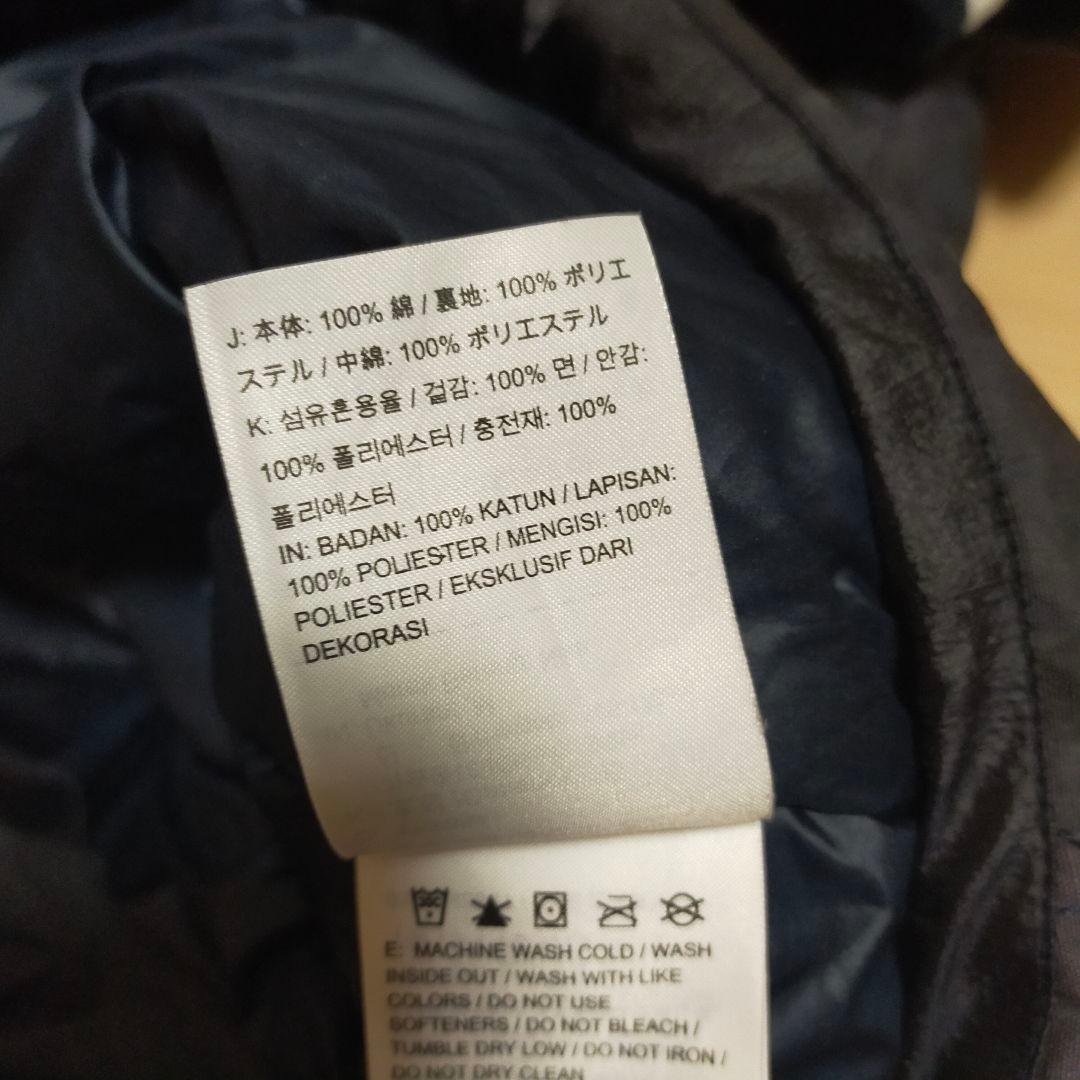 J: 本体: 100% 綿 / 裏地: 100% ポリエ
ステル / 中綿: 100% ポリエステル
K: 섬유혼용율 / 겉감: 100% 면 / 안감:
100% 폴리에스터 / 충전재: 100%
폴리에스터
IN: BADAN: 100% KATUN / LAPISAN:
100% POLIESTER / MENGISI: 100%
POLIESTER / EKSKLUSIF DARI
DEKORASI
E: MACHINE WASH COLD / WASH
INSIDE OUT / WASH WITH LIKE
COLORS / DO NOT USE
SOFTENERS / DO NOT BLEACH /
TUMBLE DRY LOW / DO NOT IRON /
DO NOT DRY CLEAN